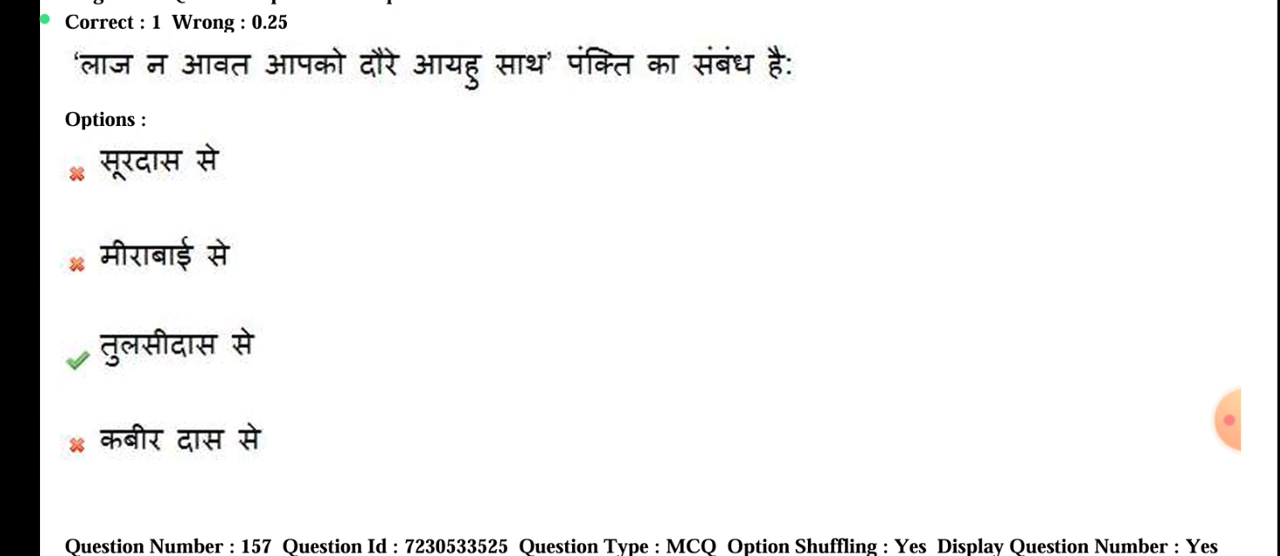 Correct : 1 Wrong : 0.25
‘लाज न आवत आपको दौरे आयहु साथ’ पंक्ति का संबंध है:
Options :
सूरदास से
मीराबाई से
तुलसीदास से
कबीर दास से
Question Number : 157 Question Id : 7230533525 Question Type : MCQ Option Shuffling : Yes Display Question Number : Yes